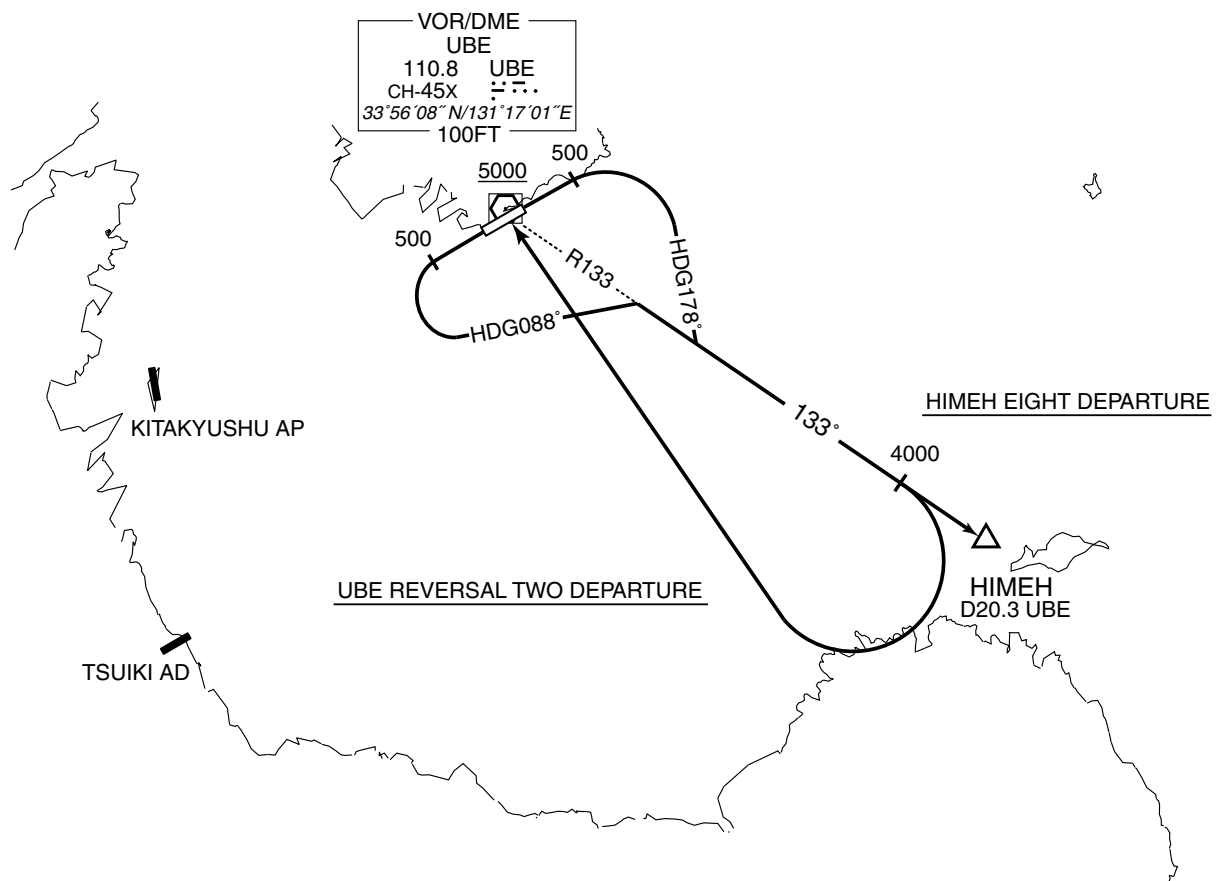 VOR/DME
UBE
110.8 UBE
CH-45X
33°56´08˝N/131°17´01˝E
100FT
500
5000
500
R133
HDG178°
HDG088°
133°
HIMEH EIGHT DEPARTURE
KITAKYUSHU AP
4000
UBE REVERSAL TWO DEPARTURE
HIMEH
D20.3 UBE
TSUIKI AD